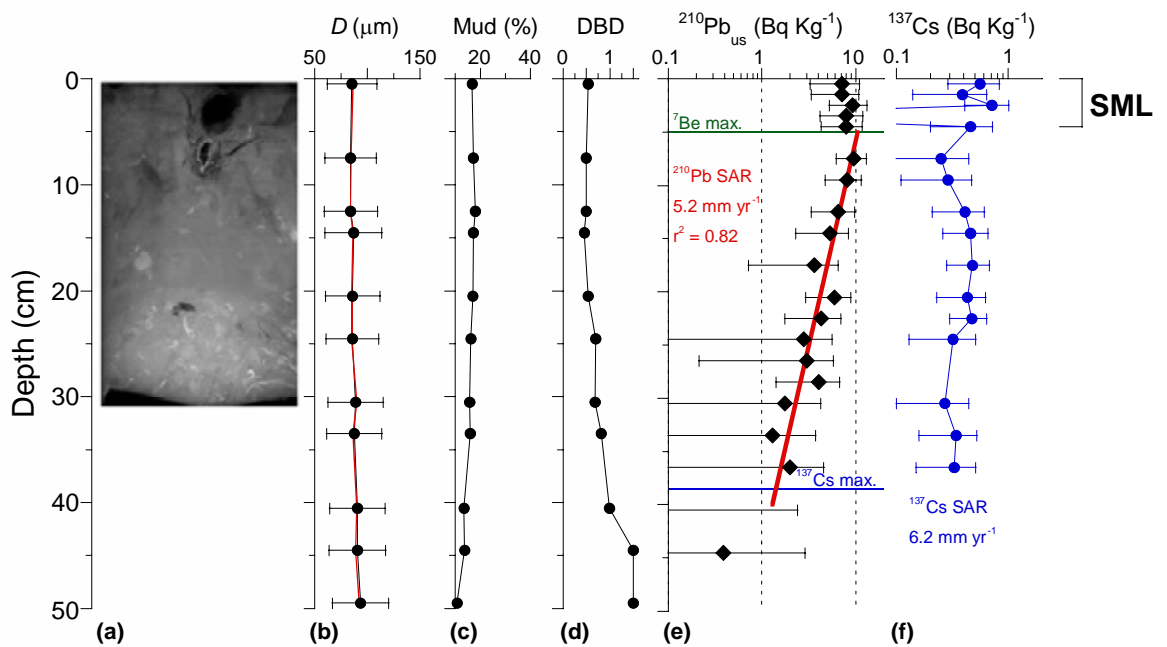 D (μm)
Mud (%)
DBD
²¹⁰Pb_us (Bq Kg⁻¹)
¹³⁷Cs (Bq Kg⁻¹)
50 100 150
20 40
0 1
0.1 1 10
0.1 1
0
10
20
30
40
50
Depth (cm)
SML
⁷Be max.
²¹⁰Pb SAR
5.2 mm yr⁻¹
r² = 0.82
¹³⁷Cs max.
¹³⁷Cs SAR
6.2 mm yr⁻¹
(a) (b) (c) (d) (e) (f)